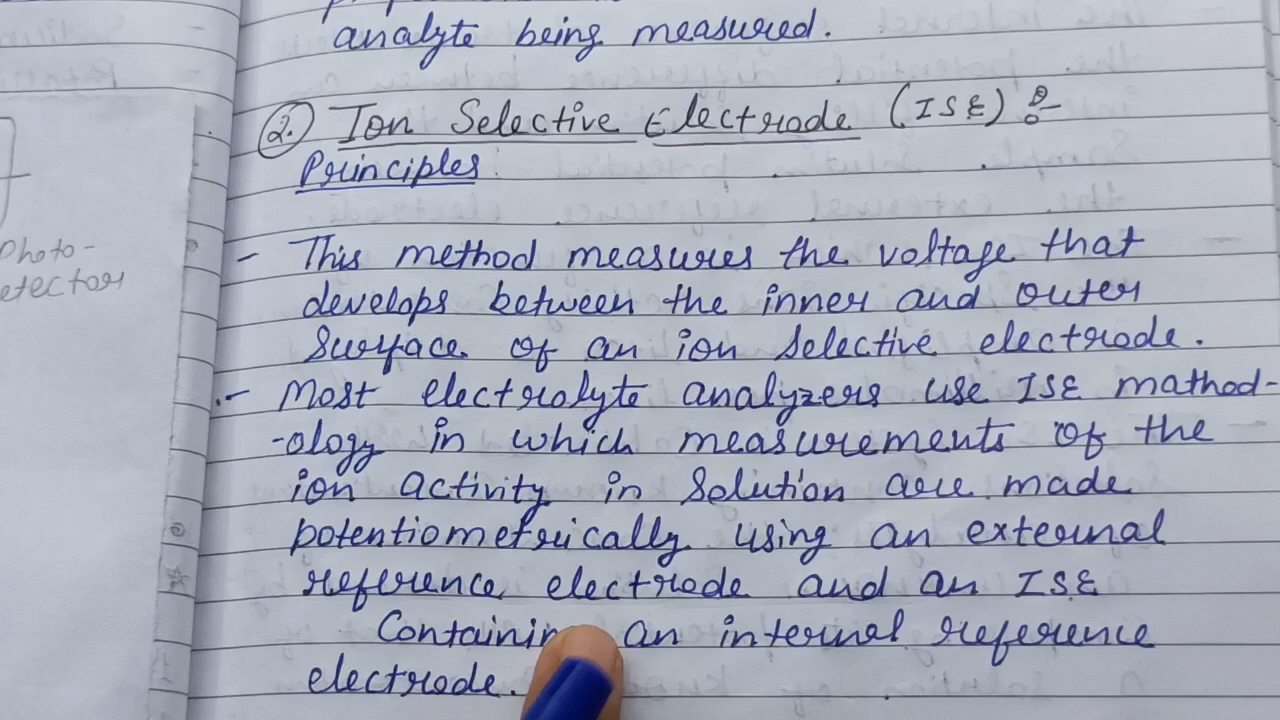 analyte being measured.
2. Ion Selective Electrode (ISE) :-
Principles:
- This method measures the voltage that
develops between the inner and outer
Surface of an ion selective electrode.
- Most electrolyte analyzers use ISE mathod-
-ology in which measurements of the
ion activity in solution are made
potentiometrically using an external
reference electrode and an ISE
Containin an internal reference
electrode.
Photo-
etector